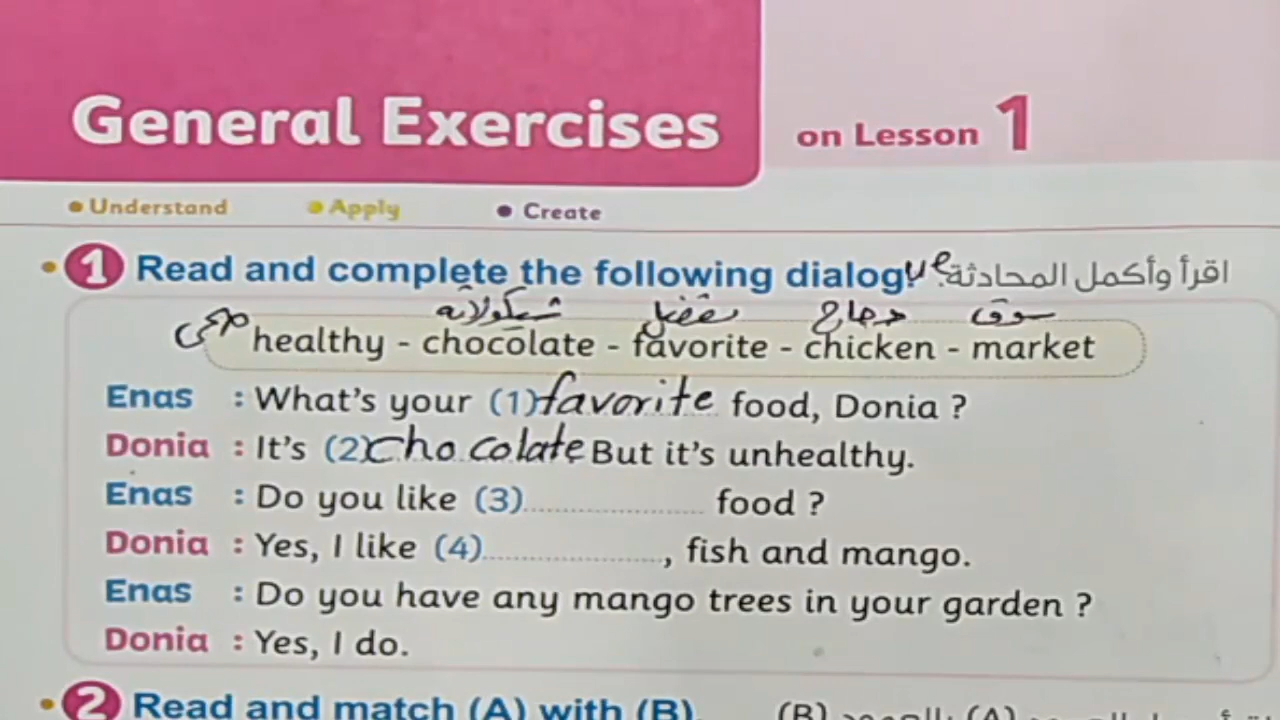 General Exercises on Lesson 1
• Understand • Apply • Create
• 1 Read and complete the following dialog اقرأ وأكمل المحادثة:
صحى شيكولاته مفضل دجاج سوق
healthy - chocolate - favorite - chicken - market
Enas : What's your (1) favorite food, Donia ?
Donia : It's (2) chocolate But it's unhealthy.
Enas : Do you like (3).................... food ?
Donia : Yes, I like (4)...................., fish and mango.
Enas : Do you have any mango trees in your garden ?
Donia : Yes, I do.
• 2 Read and match (A) with (B).